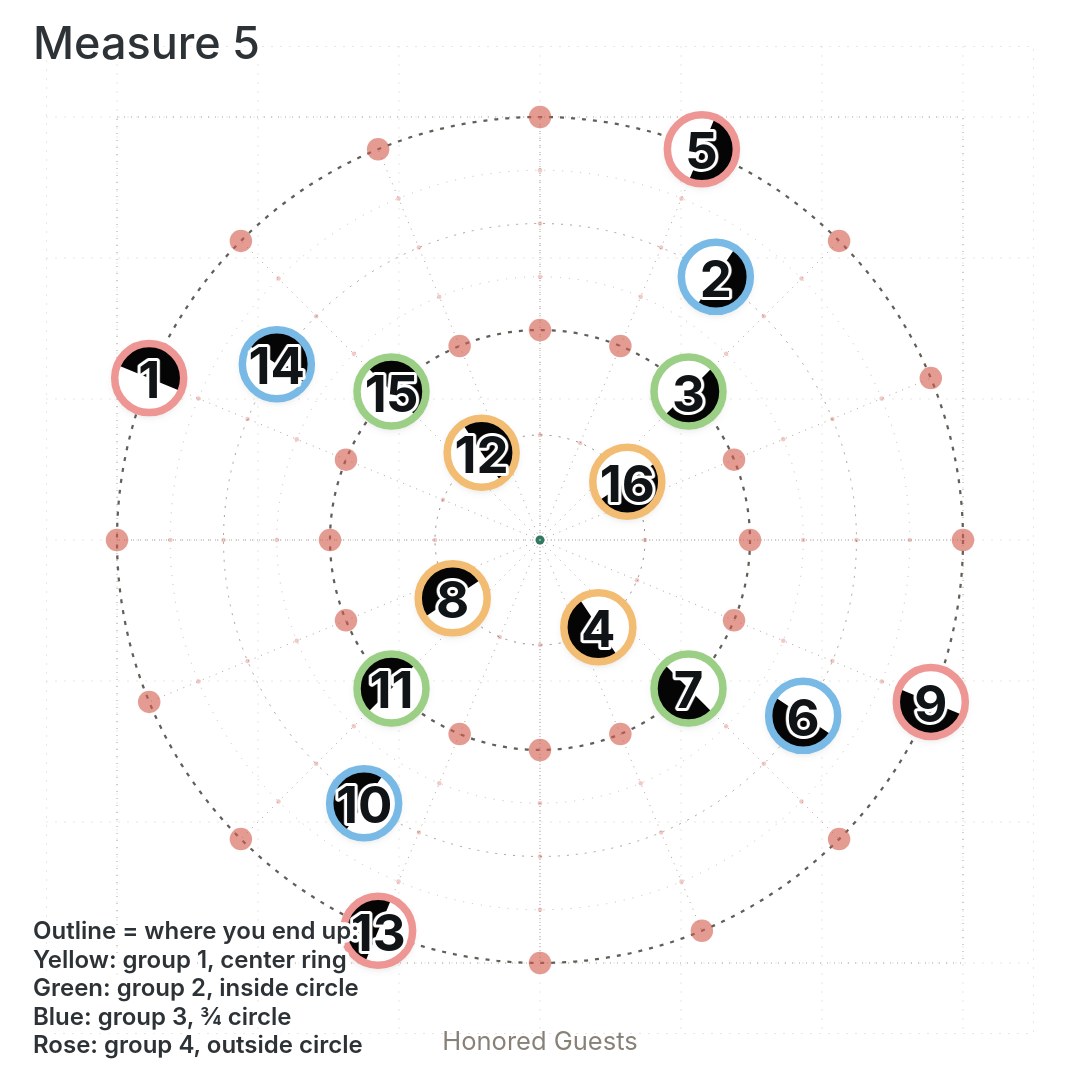 Measure 5
5
2
1
14
15
3
12
16
8
4
11
7
6
9
10
13
Outline = where you end up:
Yellow: group 1, center ring
Green: group 2, inside circle
Blue: group 3, ¾ circle
Rose: group 4, outside circle
Honored Guests